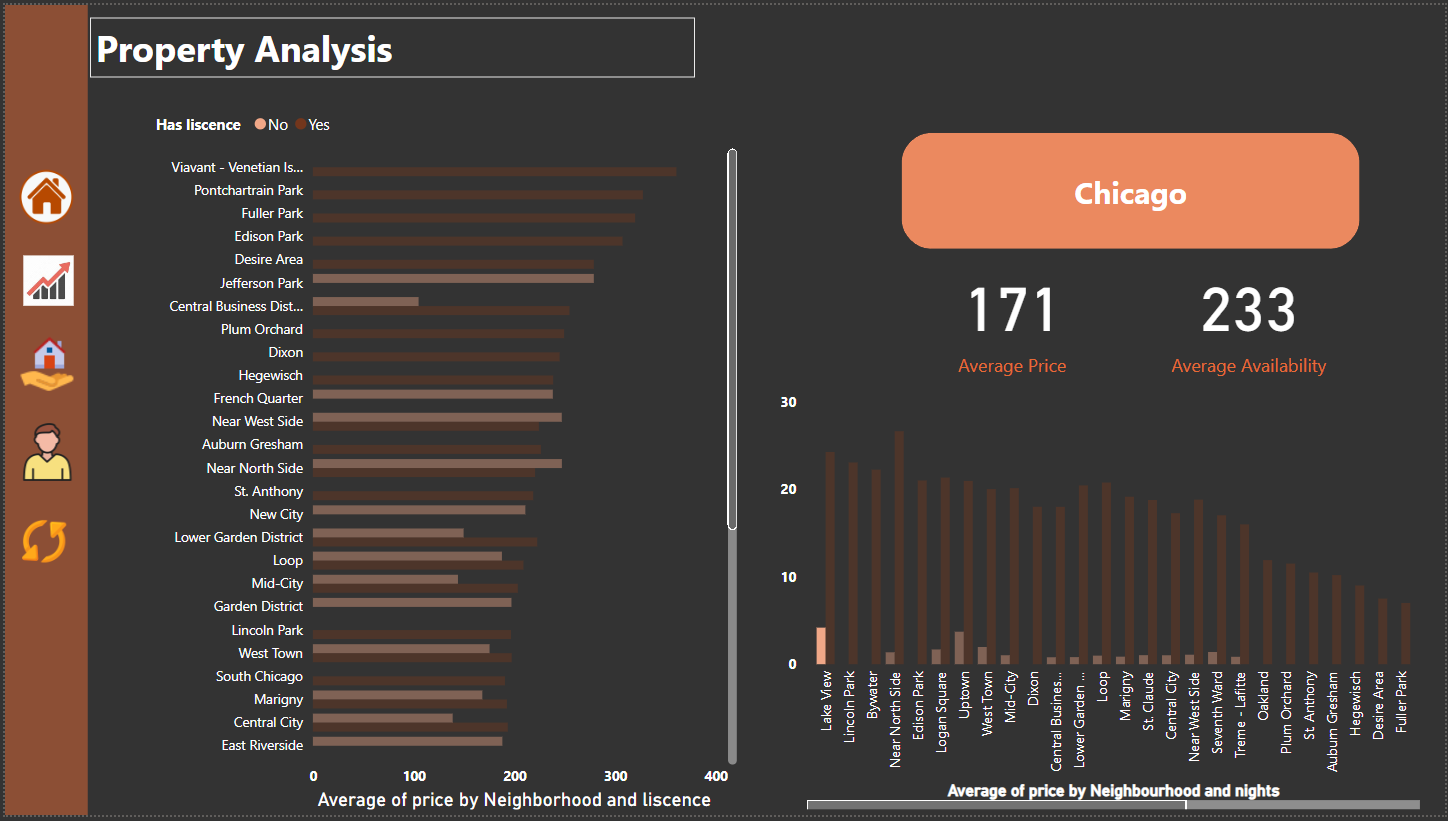 Property Analysis
Has liscence No Yes
Viavant - Venetian Is...
Pontchartrain Park
Fuller Park
Edison Park
Desire Area
Jefferson Park
Central Business Dist...
Plum Orchard
Dixon
Hegewisch
French Quarter
Near West Side
Auburn Gresham
Near North Side
St. Anthony
New City
Lower Garden District
Loop
Mid-City
Garden District
Lincoln Park
West Town
South Chicago
Marigny
Central City
East Riverside
0 100 200 300 400
Average of price by Neighborhood and liscence
Chicago
171 233
Average Price Average Availability
30
20
10
0
Lake View
Lincoln Park
Bywater
Near North Side
Edison Park
Logan Square
Uptown
West Town
Mid-City
Dixon
Central Busines...
Lower Garden ...
Loop
Marigny
St. Claude
Central City
Near West Side
Seventh Ward
Treme - Lafitte
Oakland
Plum Orchard
St. Anthony
Auburn Gresham
Hegewisch
Desire Area
Fuller Park
Average of price by Neighbourhood and nights